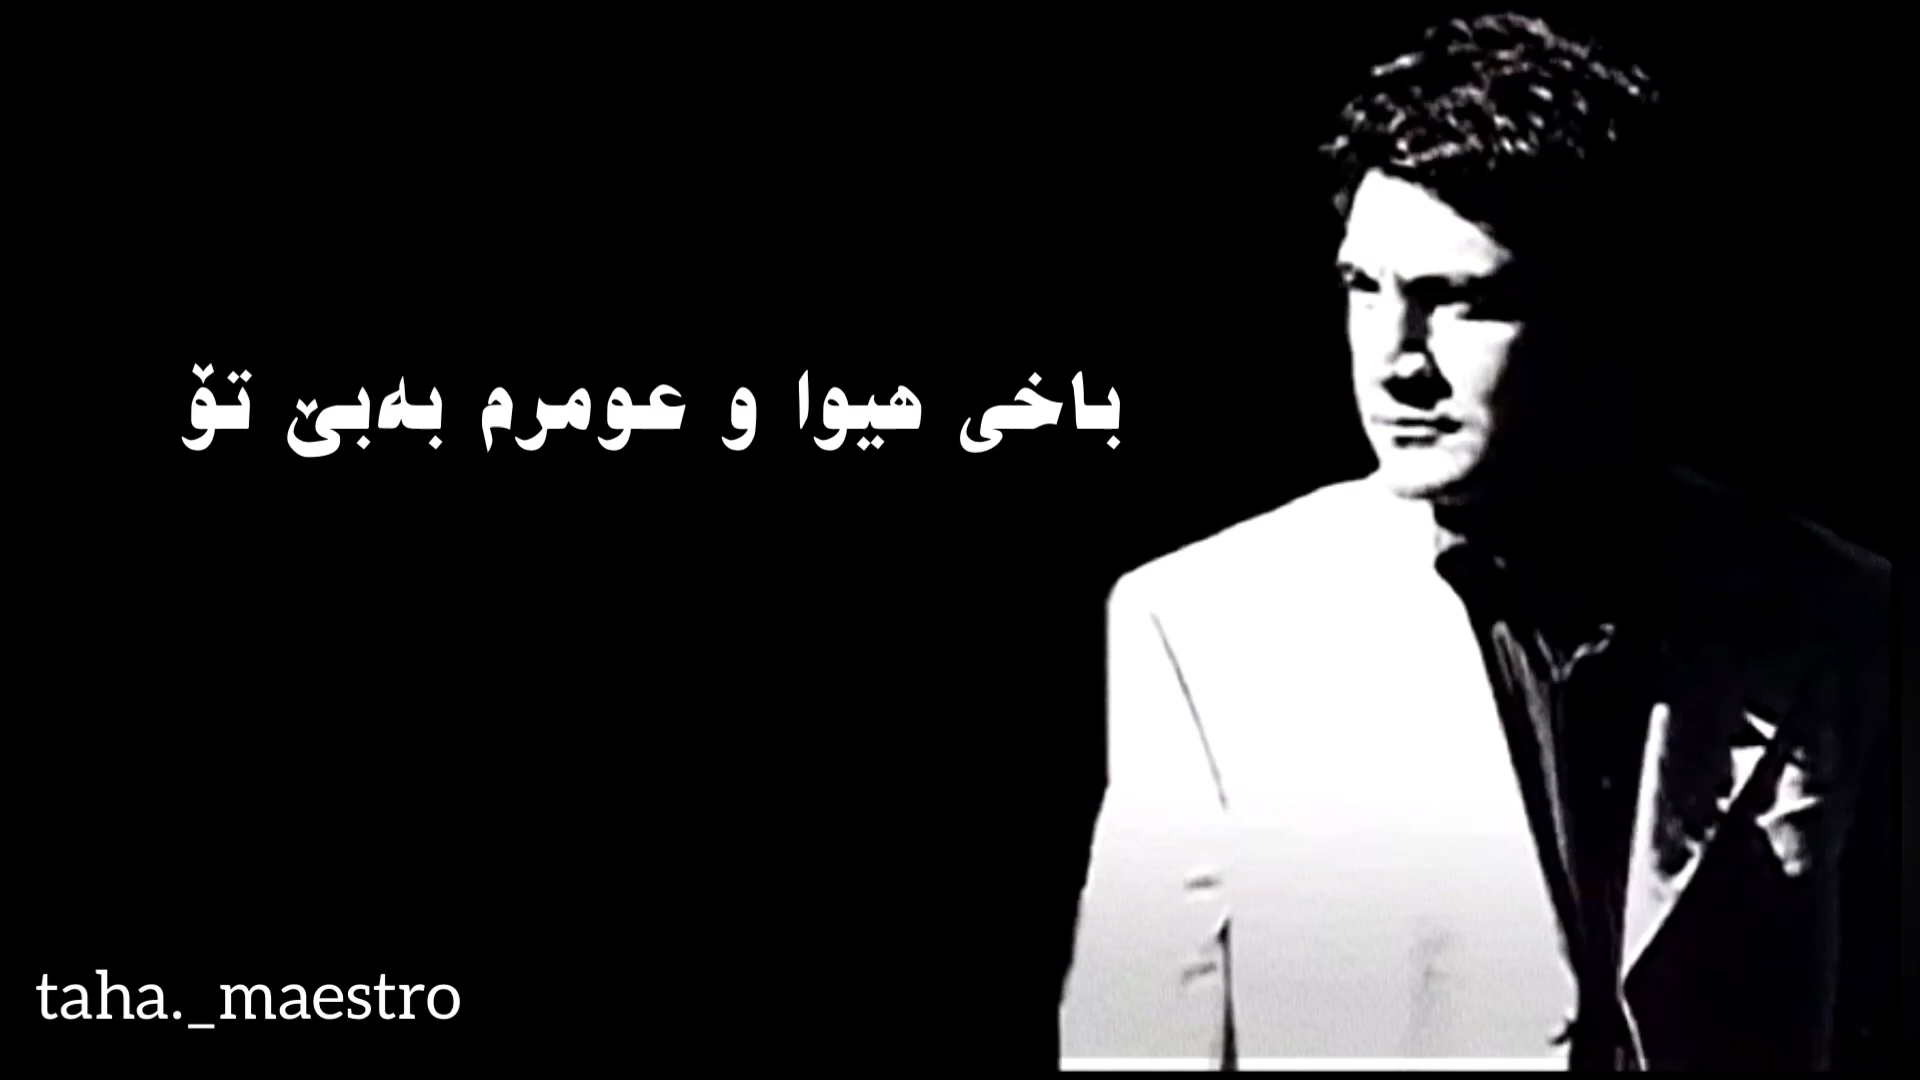 باخی هیوا و عومرم بەبێ تۆ
taha._maestro